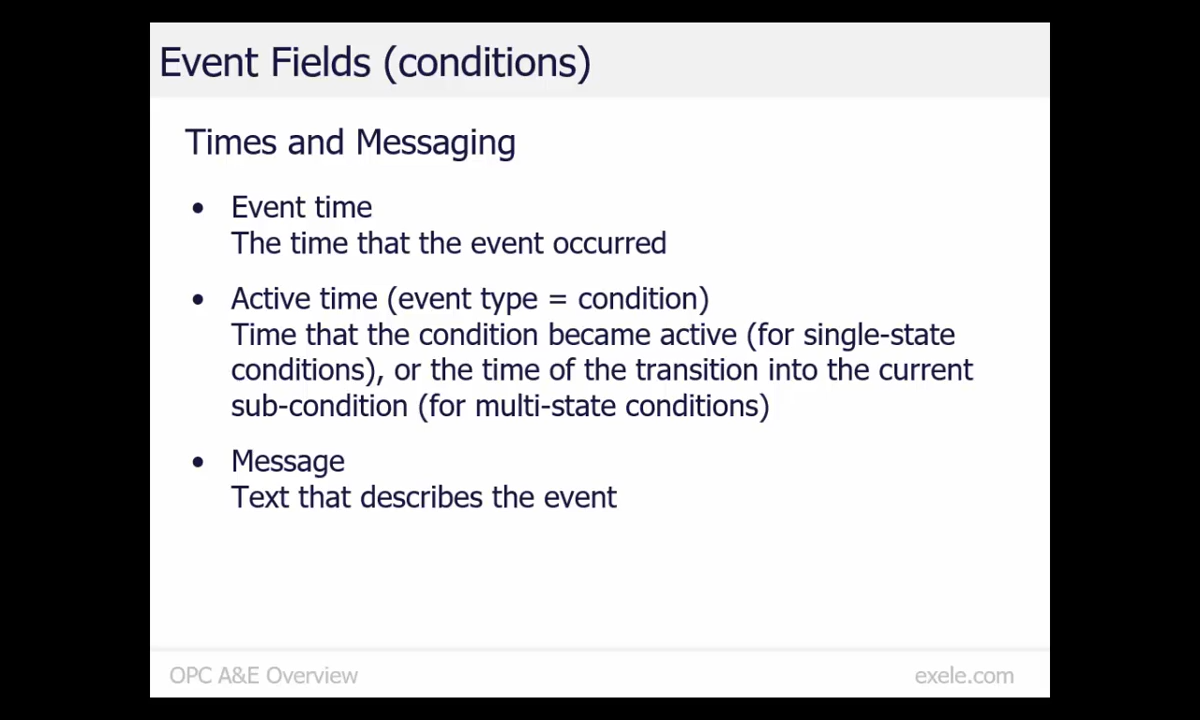 Event Fields (conditions)
Times and Messaging
• Event time
The time that the event occurred
• Active time (event type = condition)
Time that the condition became active (for single-state
conditions), or the time of the transition into the current
sub-condition (for multi-state conditions)
• Message
Text that describes the event
OPC A&E Overview
exele.com